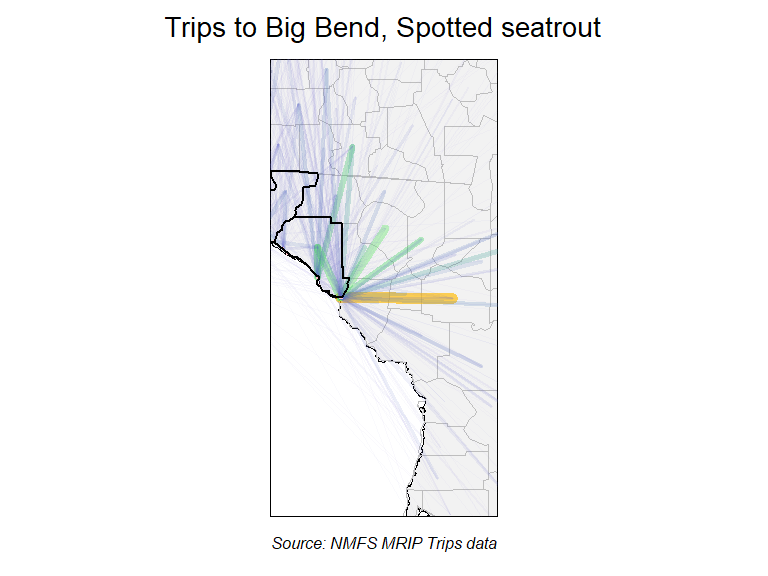 Trips to Big Bend, Spotted seatrout
Source: NMFS MRIP Trips data